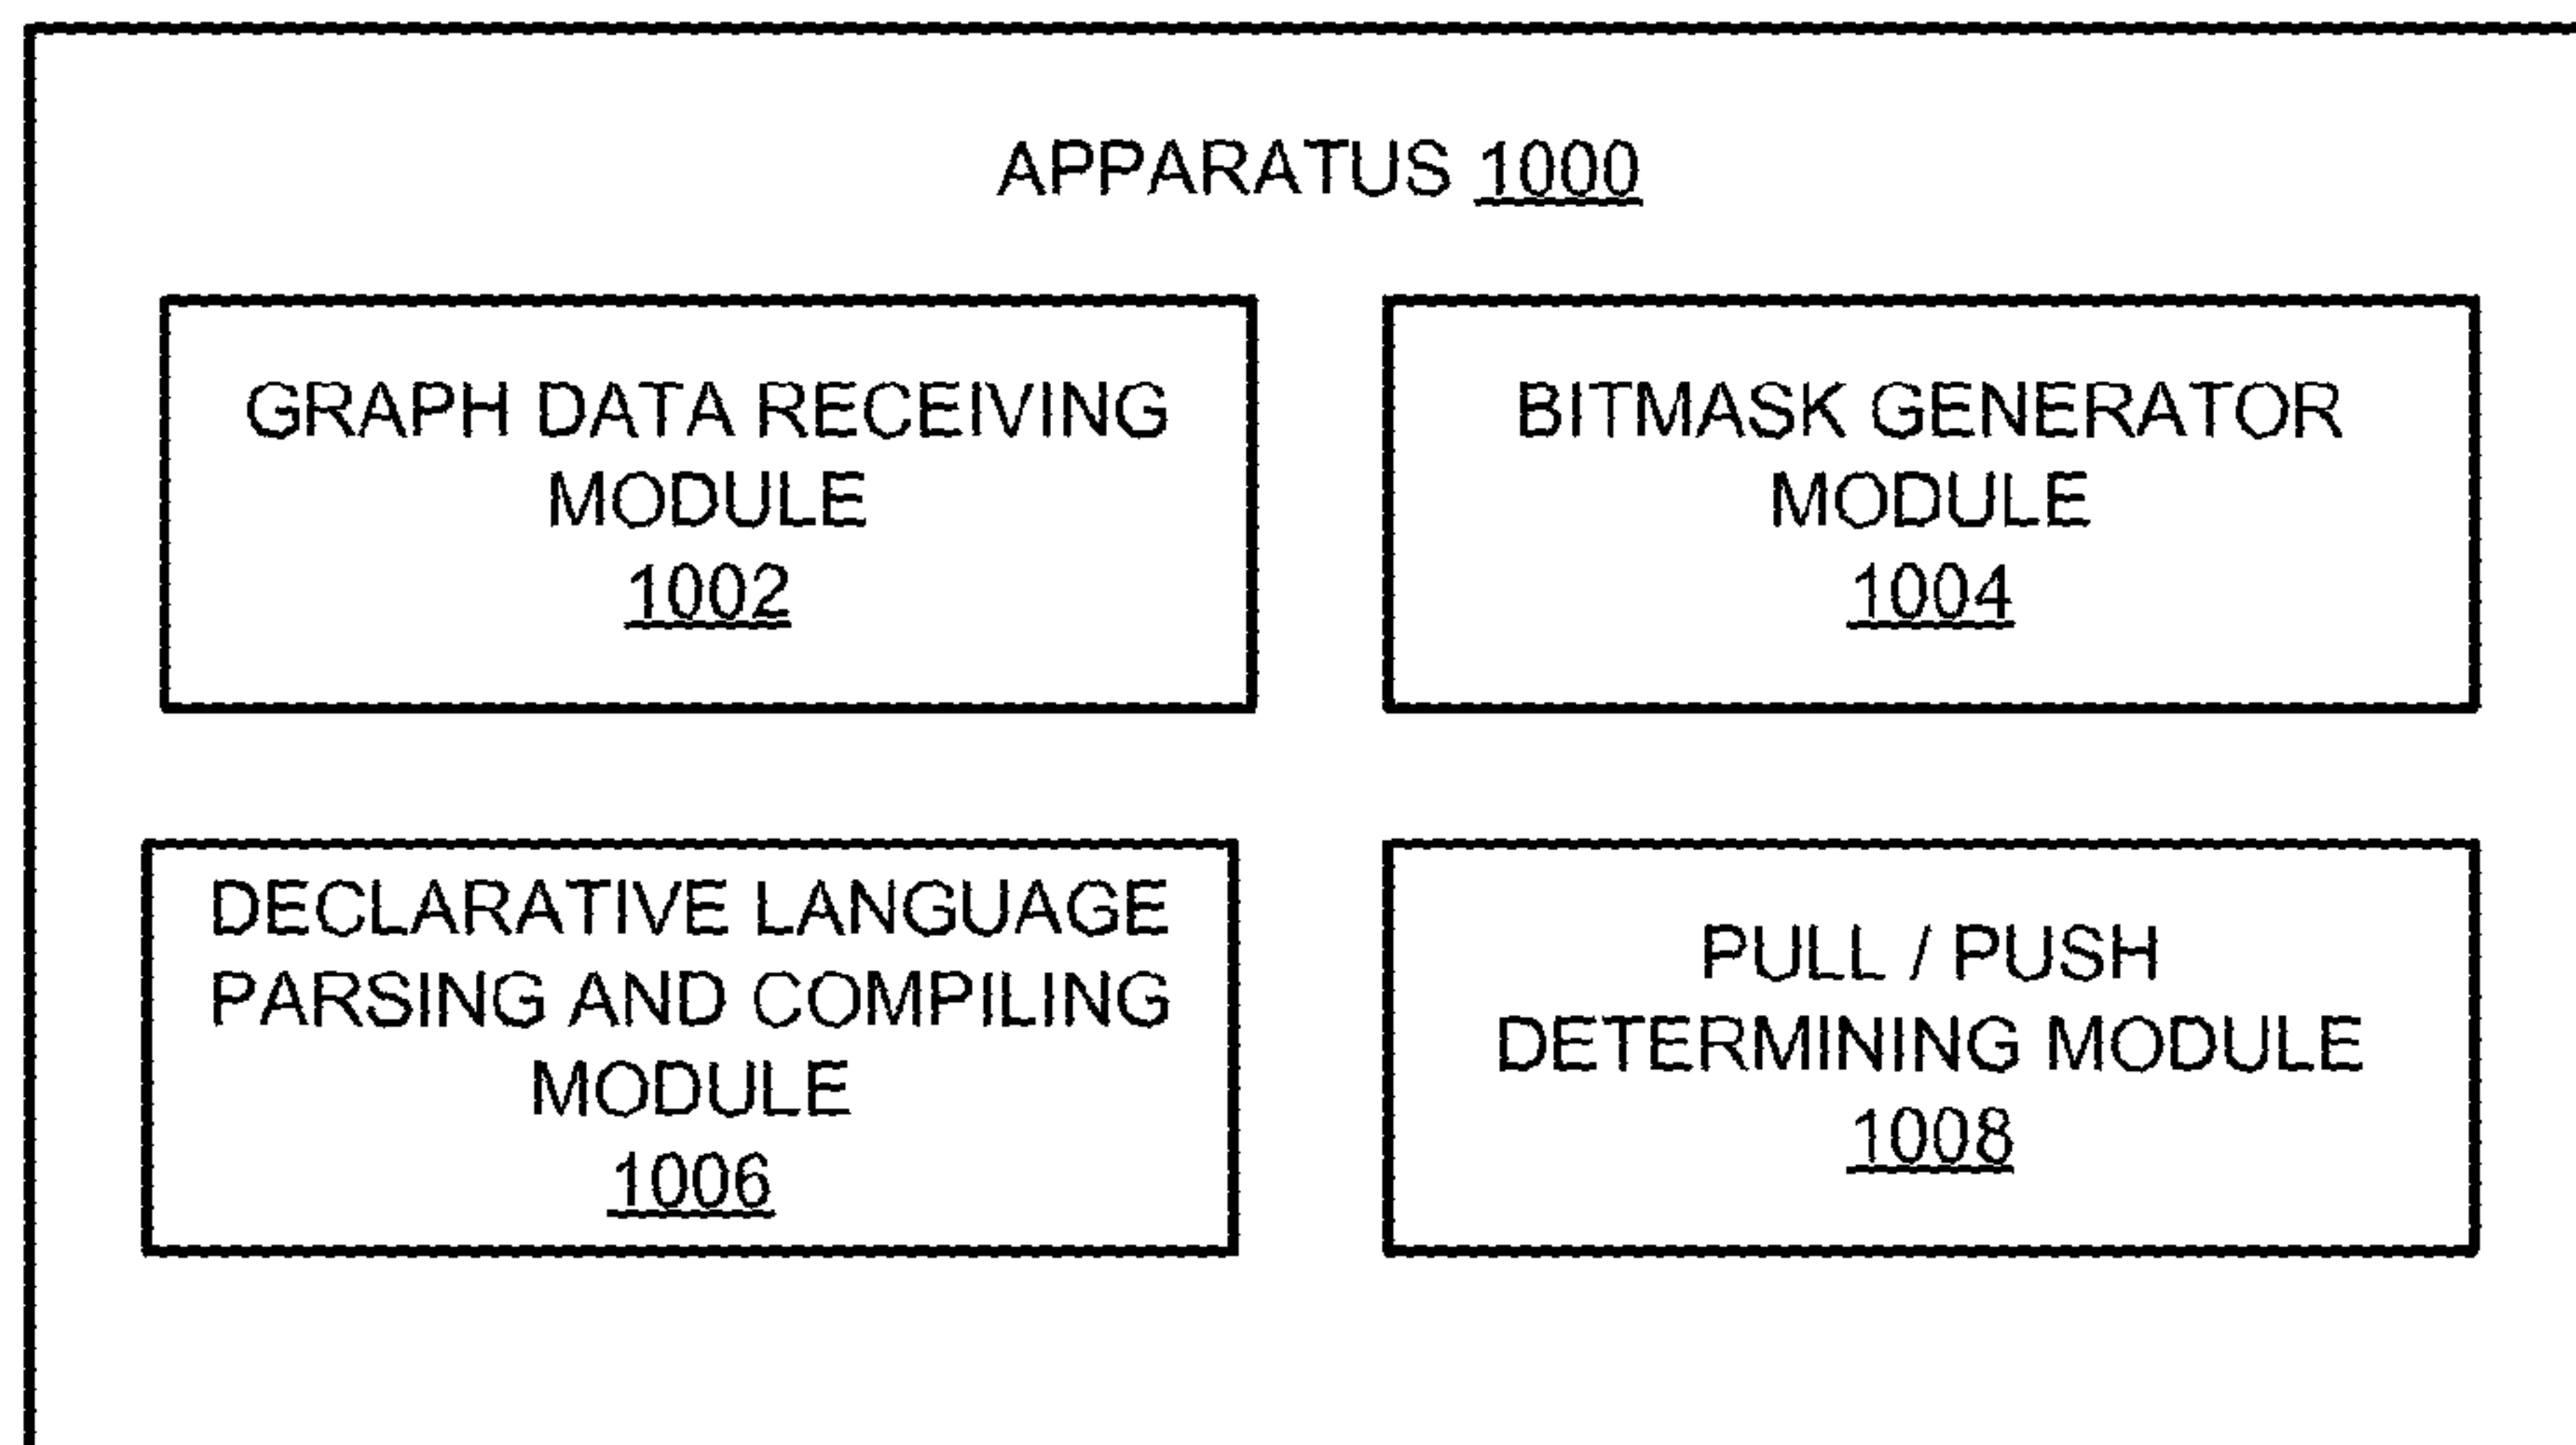 APPARATUS 1000
GRAPH DATA RECEIVING
MODULE
1002
BITMASK GENERATOR
MODULE
1004
DECLARATIVE LANGUAGE
PARSING AND COMPILING
MODULE
1006
PULL / PUSH
DETERMINING MODULE
1008